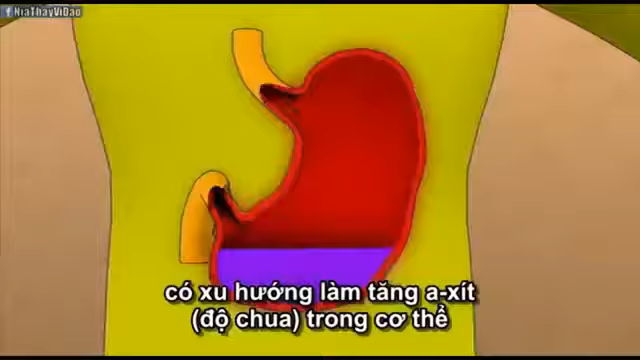 NiaThayViDao
có xu hướng làm tăng a-xít
(độ chua) trong cơ thể